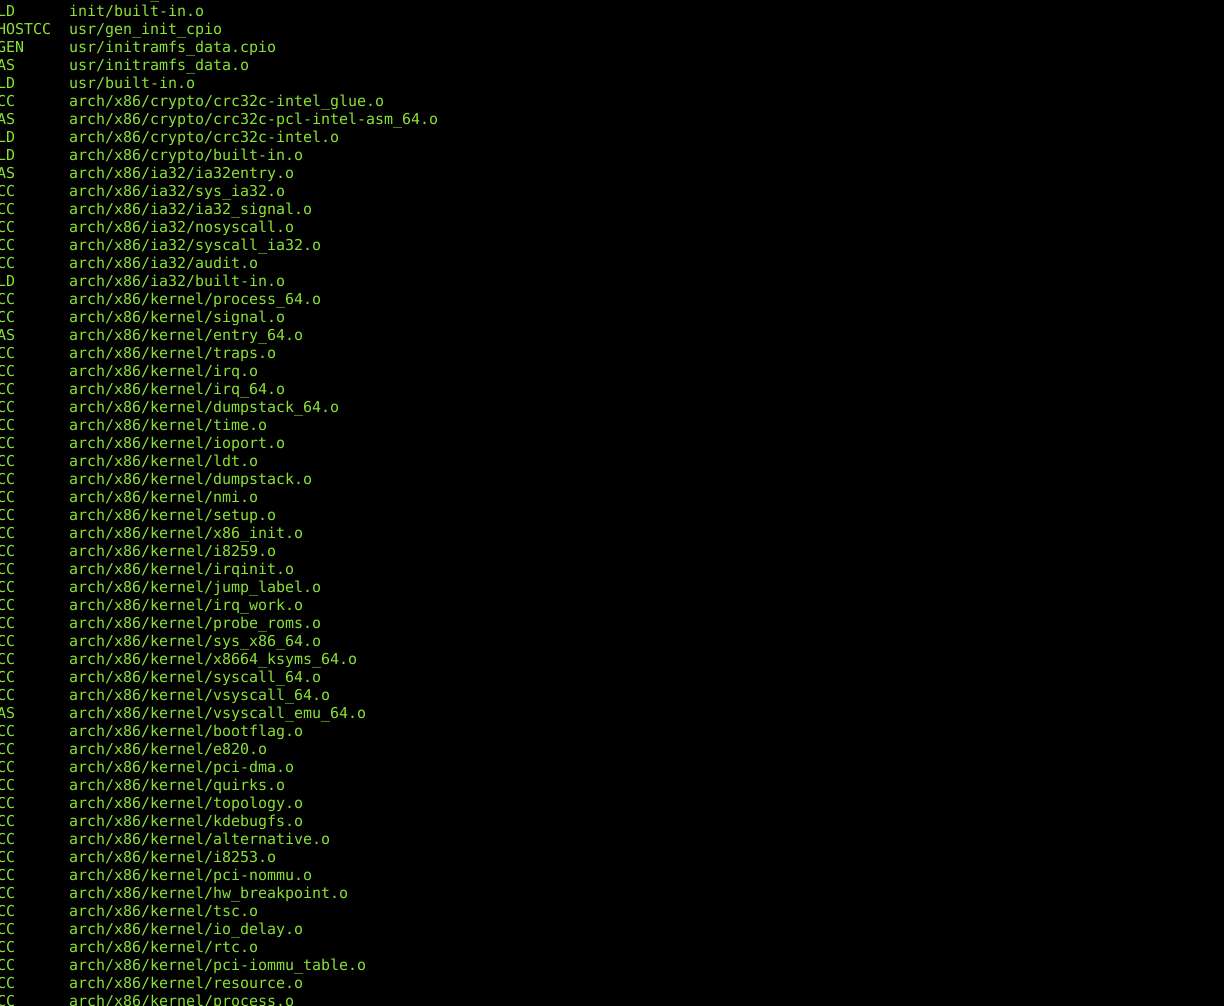 LD init/built-in.o
HOSTCC usr/gen_init_cpio
GEN usr/initramfs_data.cpio
AS usr/initramfs_data.o
LD usr/built-in.o
CC arch/x86/crypto/crc32c-intel_glue.o
AS arch/x86/crypto/crc32c-pcl-intel-asm_64.o
LD arch/x86/crypto/crc32c-intel.o
LD arch/x86/crypto/built-in.o
AS arch/x86/ia32/ia32entry.o
CC arch/x86/ia32/sys_ia32.o
CC arch/x86/ia32/ia32_signal.o
CC arch/x86/ia32/nosyscall.o
CC arch/x86/ia32/syscall_ia32.o
CC arch/x86/ia32/audit.o
LD arch/x86/ia32/built-in.o
CC arch/x86/kernel/process_64.o
CC arch/x86/kernel/signal.o
AS arch/x86/kernel/entry_64.o
CC arch/x86/kernel/traps.o
CC arch/x86/kernel/irq.o
CC arch/x86/kernel/irq_64.o
CC arch/x86/kernel/dumpstack_64.o
CC arch/x86/kernel/time.o
CC arch/x86/kernel/ioport.o
CC arch/x86/kernel/ldt.o
CC arch/x86/kernel/dumpstack.o
CC arch/x86/kernel/nmi.o
CC arch/x86/kernel/setup.o
CC arch/x86/kernel/x86_init.o
CC arch/x86/kernel/i8259.o
CC arch/x86/kernel/irqinit.o
CC arch/x86/kernel/jump_label.o
CC arch/x86/kernel/irq_work.o
CC arch/x86/kernel/probe_roms.o
CC arch/x86/kernel/sys_x86_64.o
CC arch/x86/kernel/x8664_ksyms_64.o
CC arch/x86/kernel/syscall_64.o
CC arch/x86/kernel/vsyscall_64.o
AS arch/x86/kernel/vsyscall_emu_64.o
CC arch/x86/kernel/bootflag.o
CC arch/x86/kernel/e820.o
CC arch/x86/kernel/pci-dma.o
CC arch/x86/kernel/quirks.o
CC arch/x86/kernel/topology.o
CC arch/x86/kernel/kdebugfs.o
CC arch/x86/kernel/alternative.o
CC arch/x86/kernel/i8253.o
CC arch/x86/kernel/pci-nommu.o
CC arch/x86/kernel/hw_breakpoint.o
CC arch/x86/kernel/tsc.o
CC arch/x86/kernel/io_delay.o
CC arch/x86/kernel/rtc.o
CC arch/x86/kernel/pci-iommu_table.o
CC arch/x86/kernel/resource.o
CC arch/x86/kernel/process.o